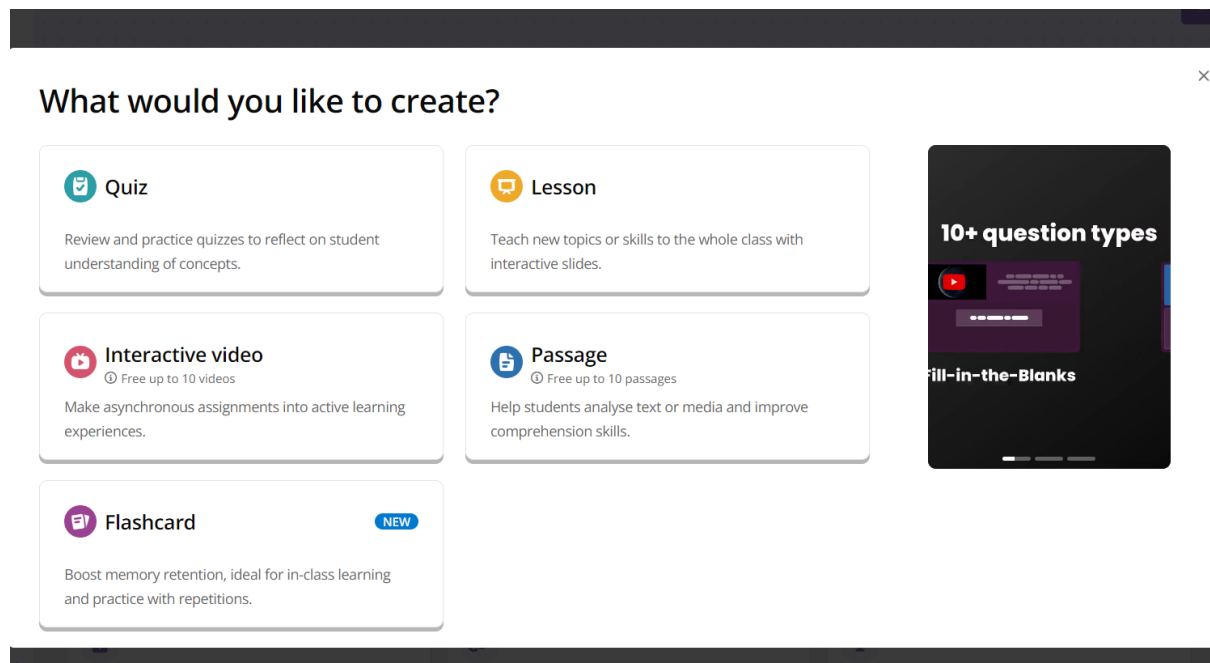 What would you like to create?
Quiz
Review and practice quizzes to reflect on student
understanding of concepts.
Lesson
Teach new topics or skills to the whole class with
interactive slides.
Interactive video
Free up to 10 videos
Make asynchronous assignments into active learning
experiences.
Passage
Free up to 10 passages
Help students analyse text or media and improve
comprehension skills.
Flashcard
NEW
Boost memory retention, ideal for in-class learning
and practice with repetitions.
10+ question types
Fill-in-the-Blanks